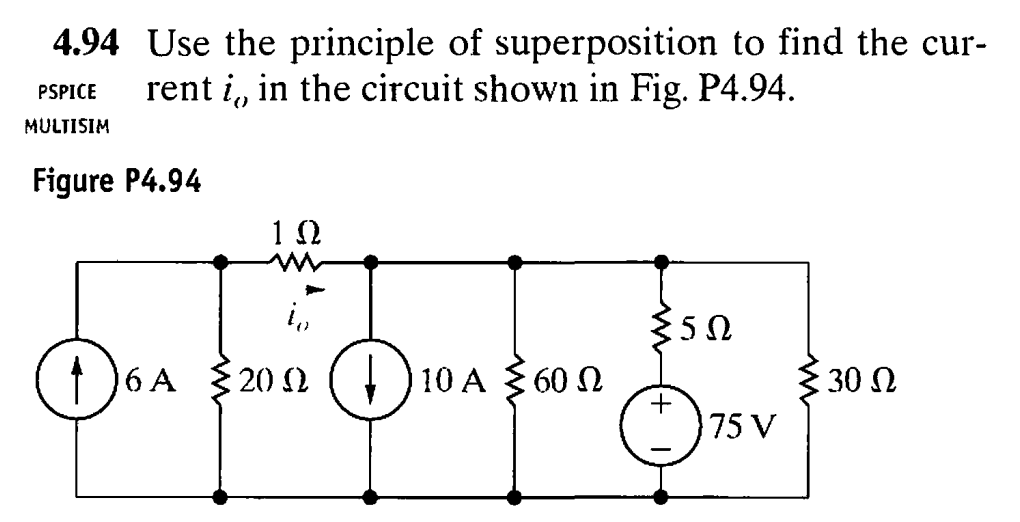 4.94 Use the principle of superposition to find the cur-
PSPICE rent i_o in the circuit shown in Fig. P4.94.
MULTISIM
Figure P4.94
1 Ω
i_o
5 Ω
6 A 20 Ω 10 A 60 Ω 30 Ω
+
75 V
−